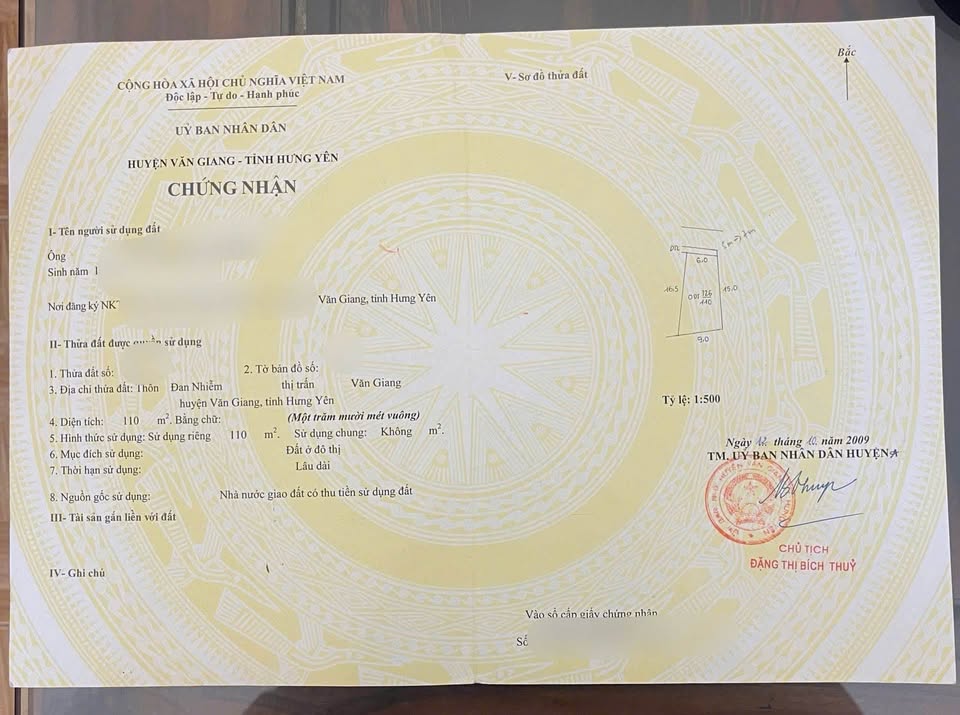 CỘNG HÒA XÃ HỘI CHỦ NGHĨA VIỆT NAM
Độc lập - Tự do - Hạnh phúc
UỶ BAN NHÂN DÂN
HUYỆN VĂN GIANG - TỈNH HƯNG YÊN
CHỨNG NHẬN
I- Tên người sử dụng đất
Ông
Sinh năm 1
Nơi đăng ký NK Văn Giang, tỉnh Hưng Yên
II- Thửa đất được quyền sử dụng
1. Thửa đất số: 2. Tờ bản đồ số:
3. Địa chỉ thửa đất: Thôn Đan Nhiễm thị trấn Văn Giang
huyện Văn Giang, tỉnh Hưng Yên
4. Diện tích: 110 m². Bằng chữ: (Một trăm mười mét vuông)
5. Hình thức sử dụng: Sử dụng riêng 110 m². Sử dụng chung: Không m².
6. Mục đích sử dụng: Đất ở đô thị
7. Thời hạn sử dụng: Lâu dài
8. Nguồn gốc sử dụng: Nhà nước giao đất có thu tiền sử dụng đất
III- Tài sản gắn liền với đất
IV- Ghi chú
V- Sơ đồ thửa đất
Bắc
6.0
16.5
15.0
126
110
9.0
Tỷ lệ: 1:500
Ngày 12 tháng 10 năm 2009
TM. UỶ BAN NHÂN DÂN HUYỆN
CHỦ TỊCH
ĐẶNG THỊ BÍCH THUỶ
Vào sổ cấp giấy chứng nhận
Số